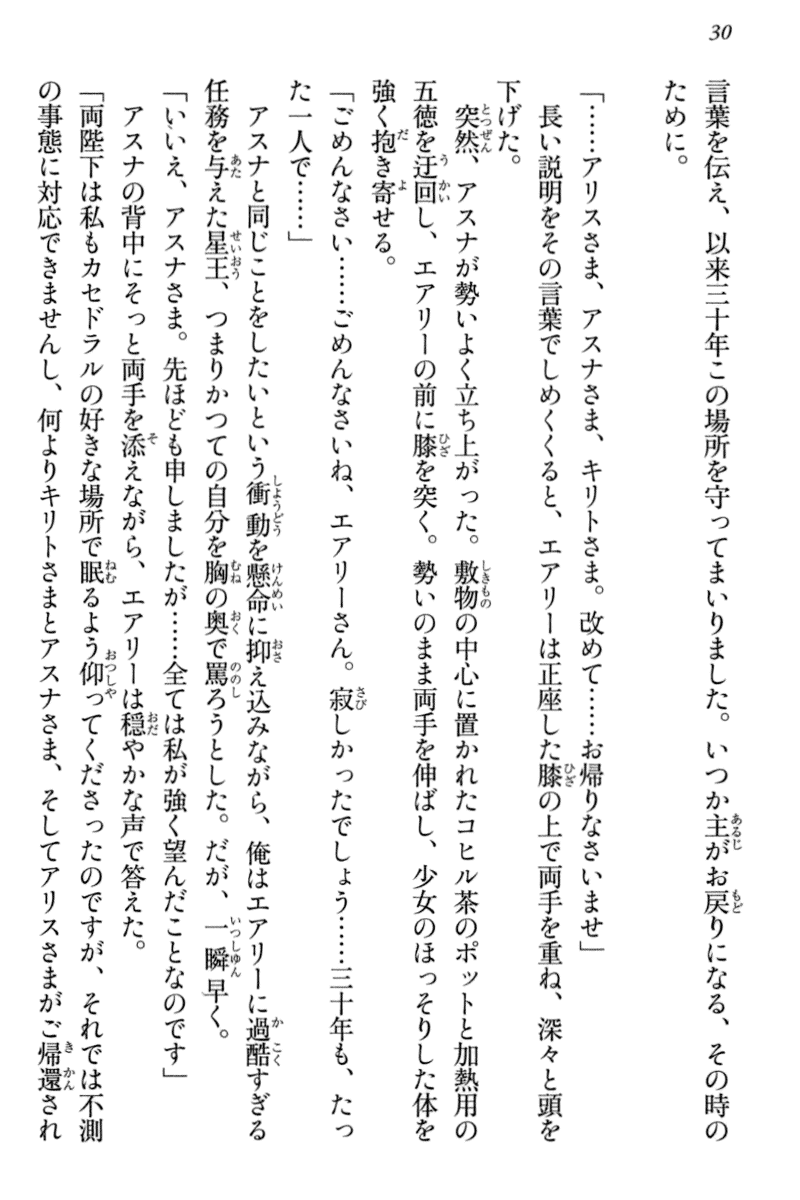 30
言葉を伝え、以来三十年この場所を守ってまいりました。いつか主がお戻りになる、その時の
ために。
「……アリスさま、アスナさま、キリトさま。改めて……お帰りなさいませ」
長い説明をその言葉でしめくくると、エアリーは正座した膝の上で両手を重ね、深々と頭を
下げた。
突然、アスナが勢いよく立ち上がった。敷物の中心に置かれたコヒル茶のポットと加熱用の
五徳を迂回し、エアリーの前に膝を突く。勢いのまま両手を伸ばし、少女のほっそりした体を
強く抱き寄せる。
「ごめんなさい……ごめんなさいね、エアリーさん。寂しかったでしょう……三十年も、たっ
た一人で……」
アスナと同じことをしたいという衝動を懸命に抑え込みながら、俺はエアリーに過酷すぎる
任務を与えた星王、つまりかつての自分を胸の奥で罵ろうとした。だが、一瞬早く。
「いいえ、アスナさま。先ほども申しましたが……全ては私が強く望んだことなのです」
アスナの背中にそっと両手を添えながら、エアリーは穏やかな声で答えた。
「両陛下は私もカセドラルの好きな場所で眠るよう仰ってくださったのですが、それでは不測
の事態に対応できませんし、何よりキリトさまとアスナさま、そしてアリスさまがご帰還され